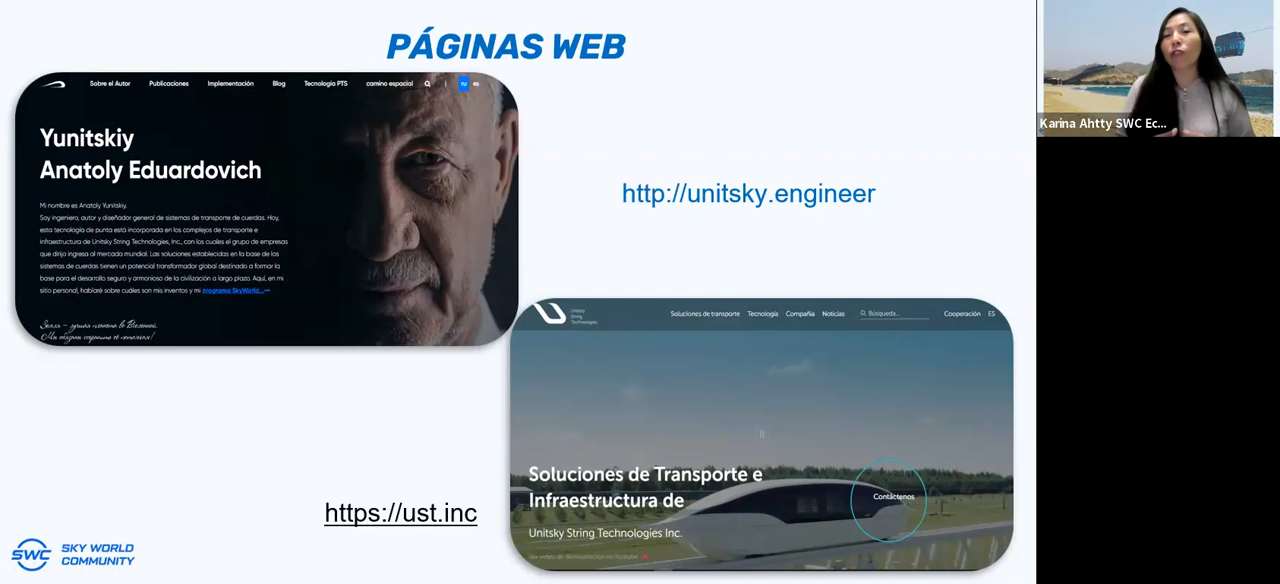 PÁGINAS WEB
Sobre el Autor Publicaciones Implementación Blog Tecnología PTS camino espacial | ru es
Yunitskiy
Anatoly Eduardovich
Mi nombre es Anatoly Yunitskiy.
Soy ingeniero, autor y diseñador general de sistemas de transporte de cuerdas. Hoy,
esta tecnología de punta está incorporada en los complejos de transporte e
infraestructura de Unitsky String Technologies, Inc., con los cuales el grupo de empresas
que dirijo ingresa al mercado mundial. Las soluciones establecidas en la base de los
sistemas de cuerdas tienen un potencial transformador global destinado a formar la
base para el desarrollo seguro y armonioso de la civilización a largo plazo. Aquí, en mi
sitio personal, hablaré sobre cuáles son mis inventos y mi programa SkyWorld...→
http://unitsky.engineer
Karina Ahtty SWC Ec...
Unitsky
String
Technologies
Soluciones de transporte Tecnología Compañía Noticias Búsqueda... Cooperación ES
Soluciones de Transporte e
Infraestructura de
Contáctenos
Unitsky String Technologies Inc.
https://ust.inc
SWC SKY WORLD
COMMUNITY